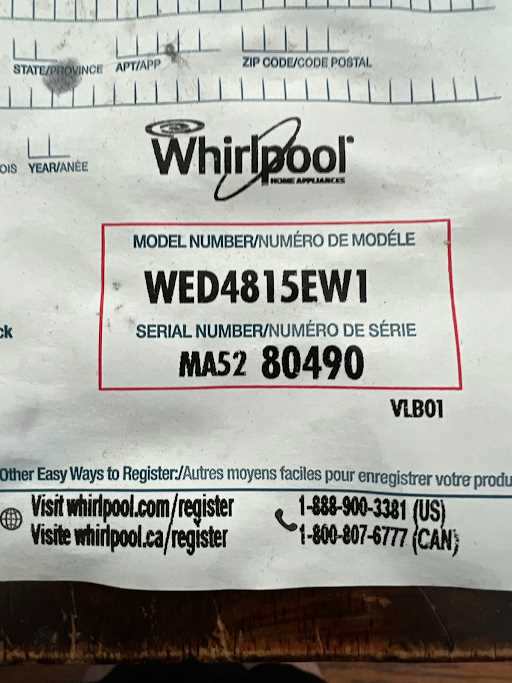 STATE/PROVINCE APT/APP ZIP CODE/CODE POSTAL
OIS YEAR/ANÉE
Whirlpool
HOME APPLIANCES
MODEL NUMBER/NUMÉRO DE MODÉLE
WED4815EW1
ck
SERIAL NUMBER/NUMÉRO DE SÉRIE
MA52 80490
VLB01
Other Easy Ways to Register:/Autres moyens faciles pour enregistrer votre produ
Visit whirlpool.com/register 1-888-900-3381 (US)
Visite whirlpool.ca/register 1-800-807-6777 (CAN)